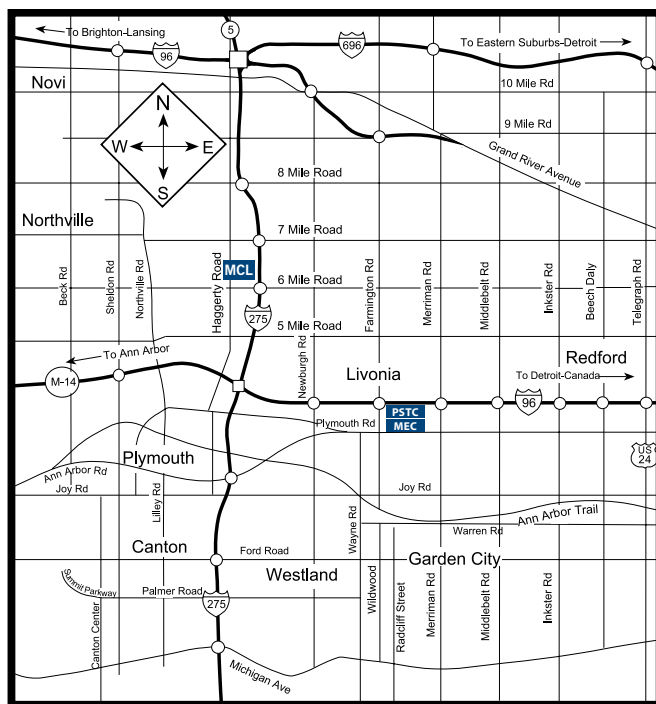 To Brighton-Lansing
5
96
696
To Eastern Suburbs-Detroit
Novi
10 Mile Rd
N
W E
S
9 Mile Rd
Grand River Avenue
8 Mile Road
Northville
7 Mile Road
Beck Rd
Sheldon Rd
Northville Rd
Haggerty Road
MCL
6 Mile Road
Farmington Rd
Merriman Rd
Middlebelt Rd
Inkster Rd
Beech Daly
Telegraph Rd
275
5 Mile Road
To Ann Arbor
Newburgh Rd
Livonia
Redford
M-14
To Detroit-Canada
96
PSTC
MEC
Plymouth Rd
Plymouth
US
24
Ann Arbor Rd
Joy Rd
Lilley Rd
Joy Rd
Wayne Rd
Ann Arbor Trail
Warren Rd
Canton
Ford Road
Garden City
Westland
Summit Parkway
Palmer Road
275
Canton Center
Wildwood
Radcliff Street
Merriman Rd
Middlebelt Rd
Inkster Rd
Michigan Ave